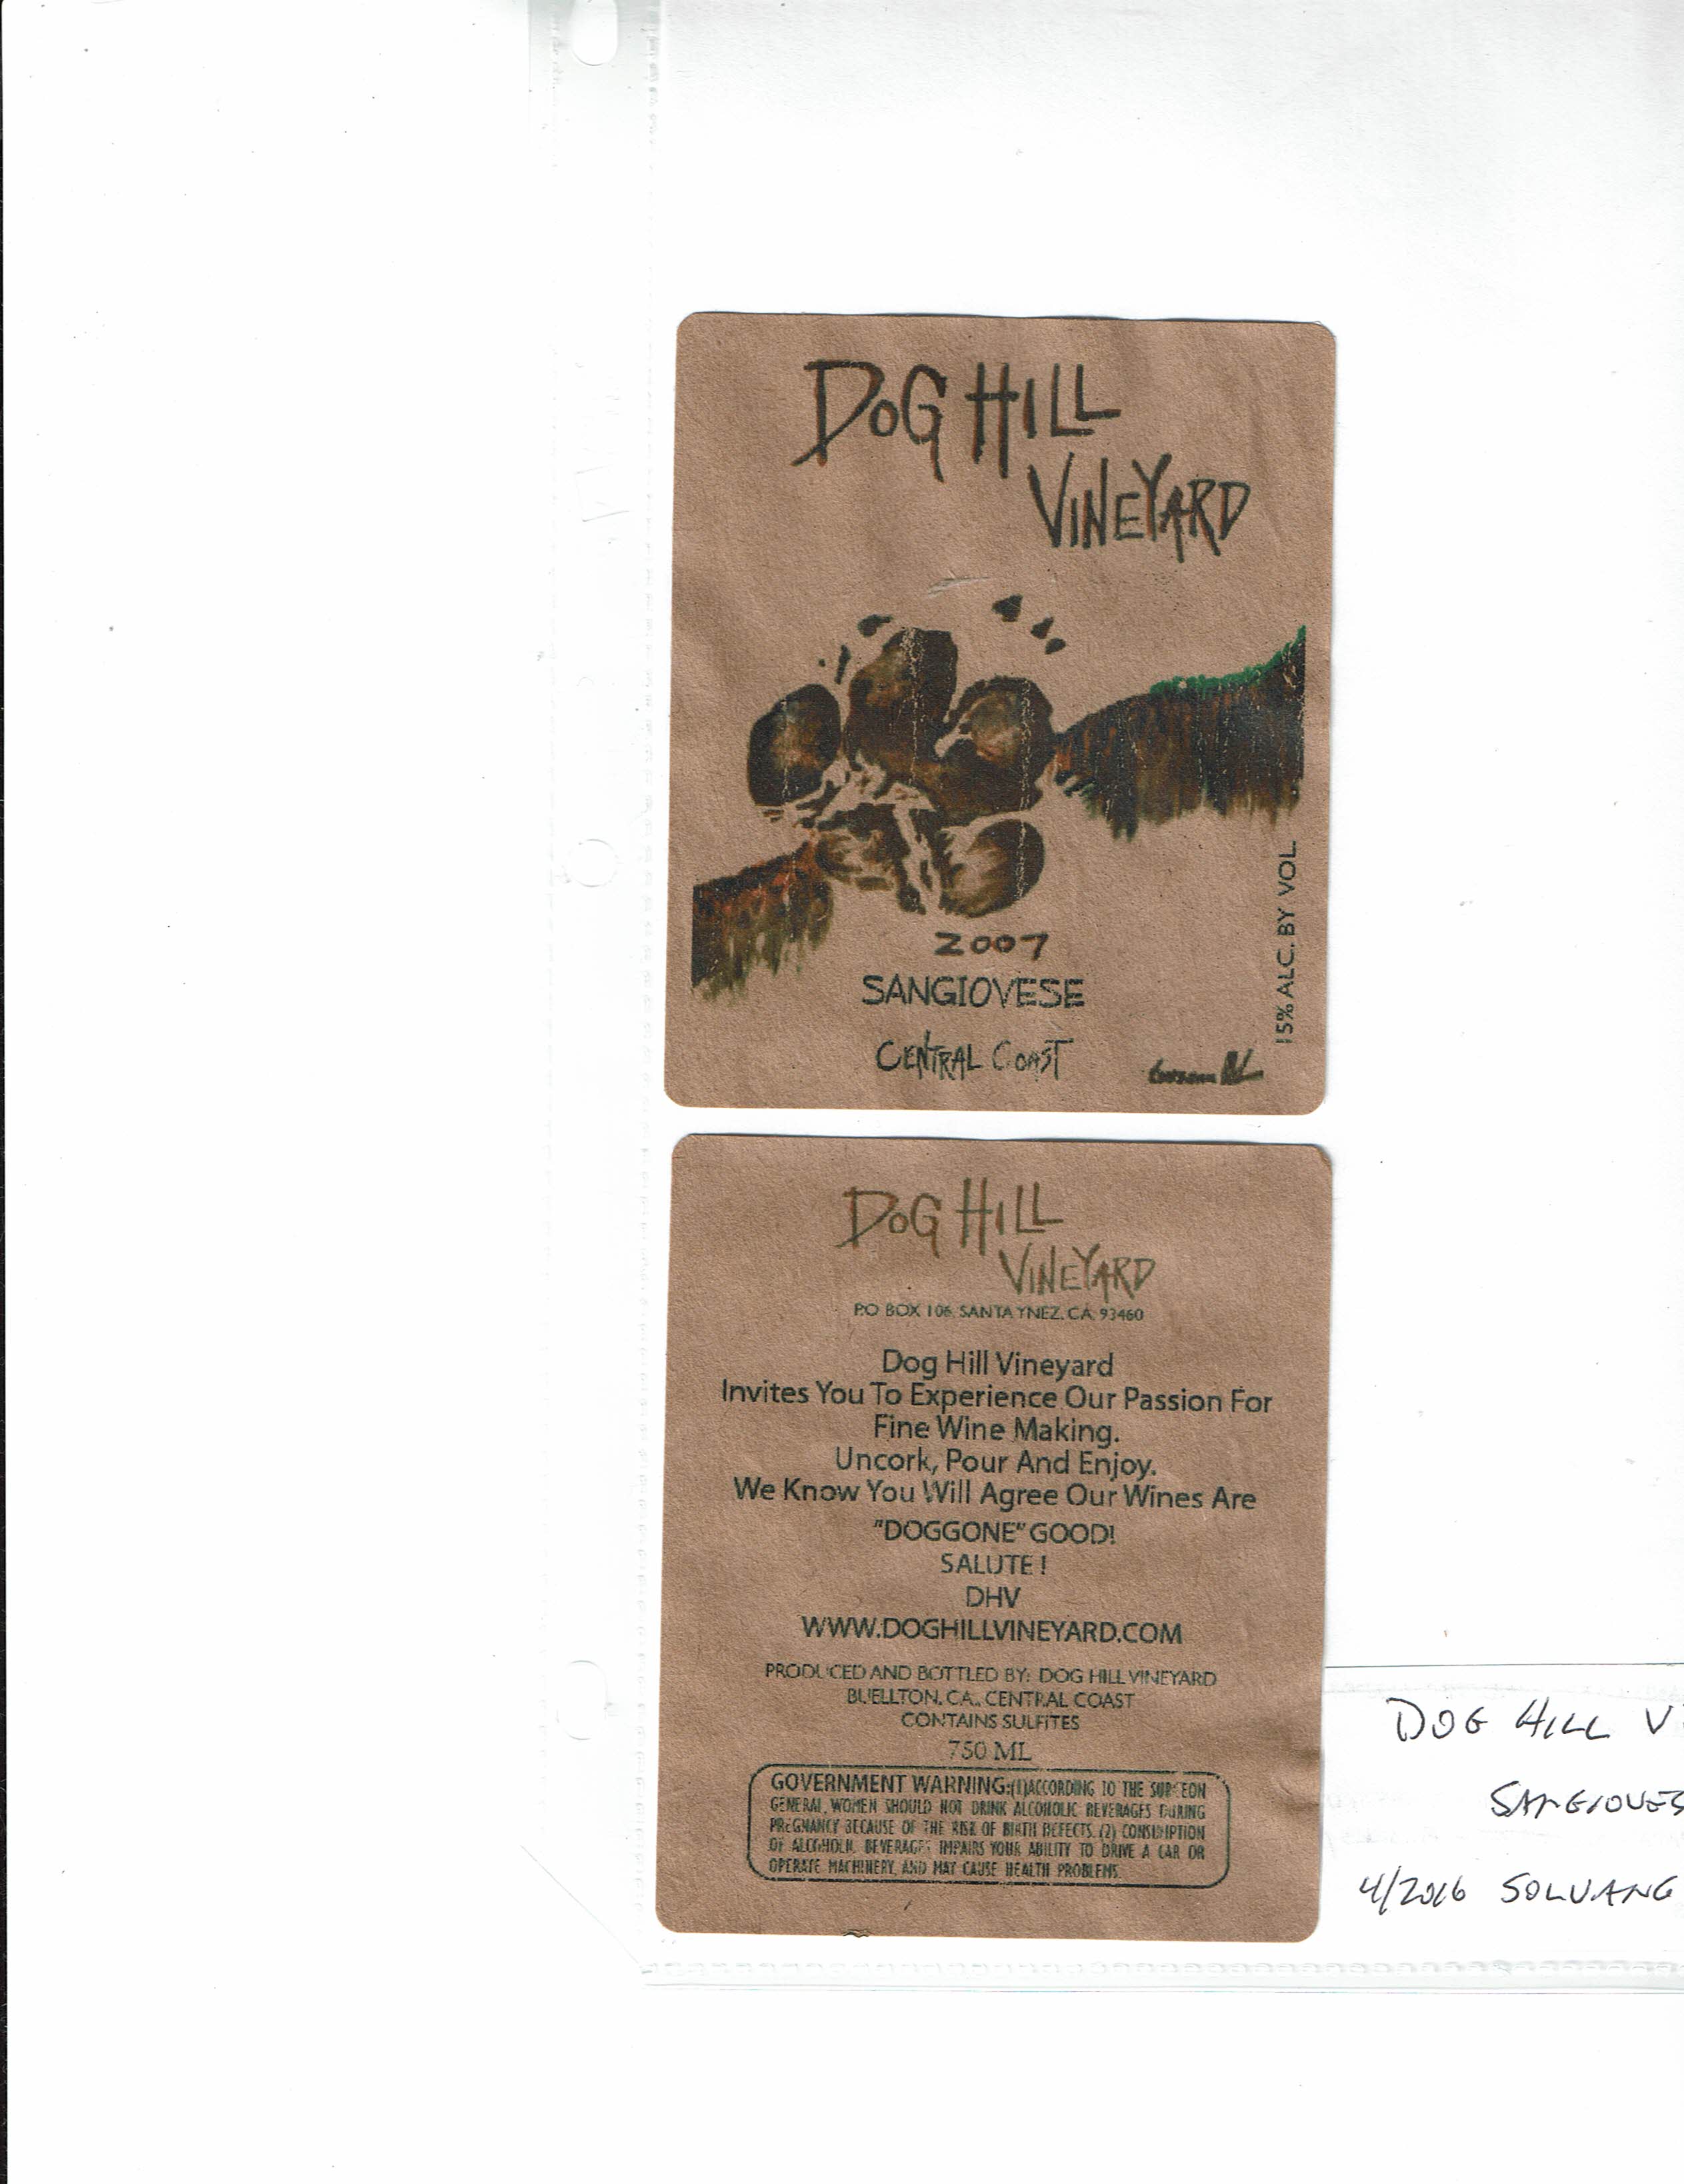 DOG HILL
VINEYARD
2007
SANGIOVESE
CENTRAL COAST
15% ALC. BY VOL.
DOG HILL
VINEYARD
P.O BOX 106, SANTA YNEZ, CA, 93460
Dog Hill Vineyard
Invites You To Experience Our Passion For
Fine Wine Making.
Uncork, Pour And Enjoy.
We Know You Will Agree Our Wines Are
"DOGGONE" GOOD!
SALUTE !
DHV
WWW.DOGHILLVINEYARD.COM
PRODUCED AND BOTTLED BY: DOG HILL VINEYARD
BUELLTON, CA., CENTRAL COAST
CONTAINS SULFITES
750 ML
GOVERNMENT WARNING:(1)ACCORDING TO THE SURGEON
GENERAL, WOMEN SHOULD NOT DRINK ALCOHOLIC BEVERAGES DURING
PREGNANCY BECAUSE OF THE RISK OF BIRTH DEFECTS. (2) CONSUMPTION
OF ALCOHOLIC BEVERAGES IMPAIRS YOUR ABILITY TO DRIVE A CAR OR
OPERATE MACHINERY, AND MAY CAUSE HEALTH PROBLEMS.
DOG HILL VI
SANGIOVES
4/2016 SOLVANG